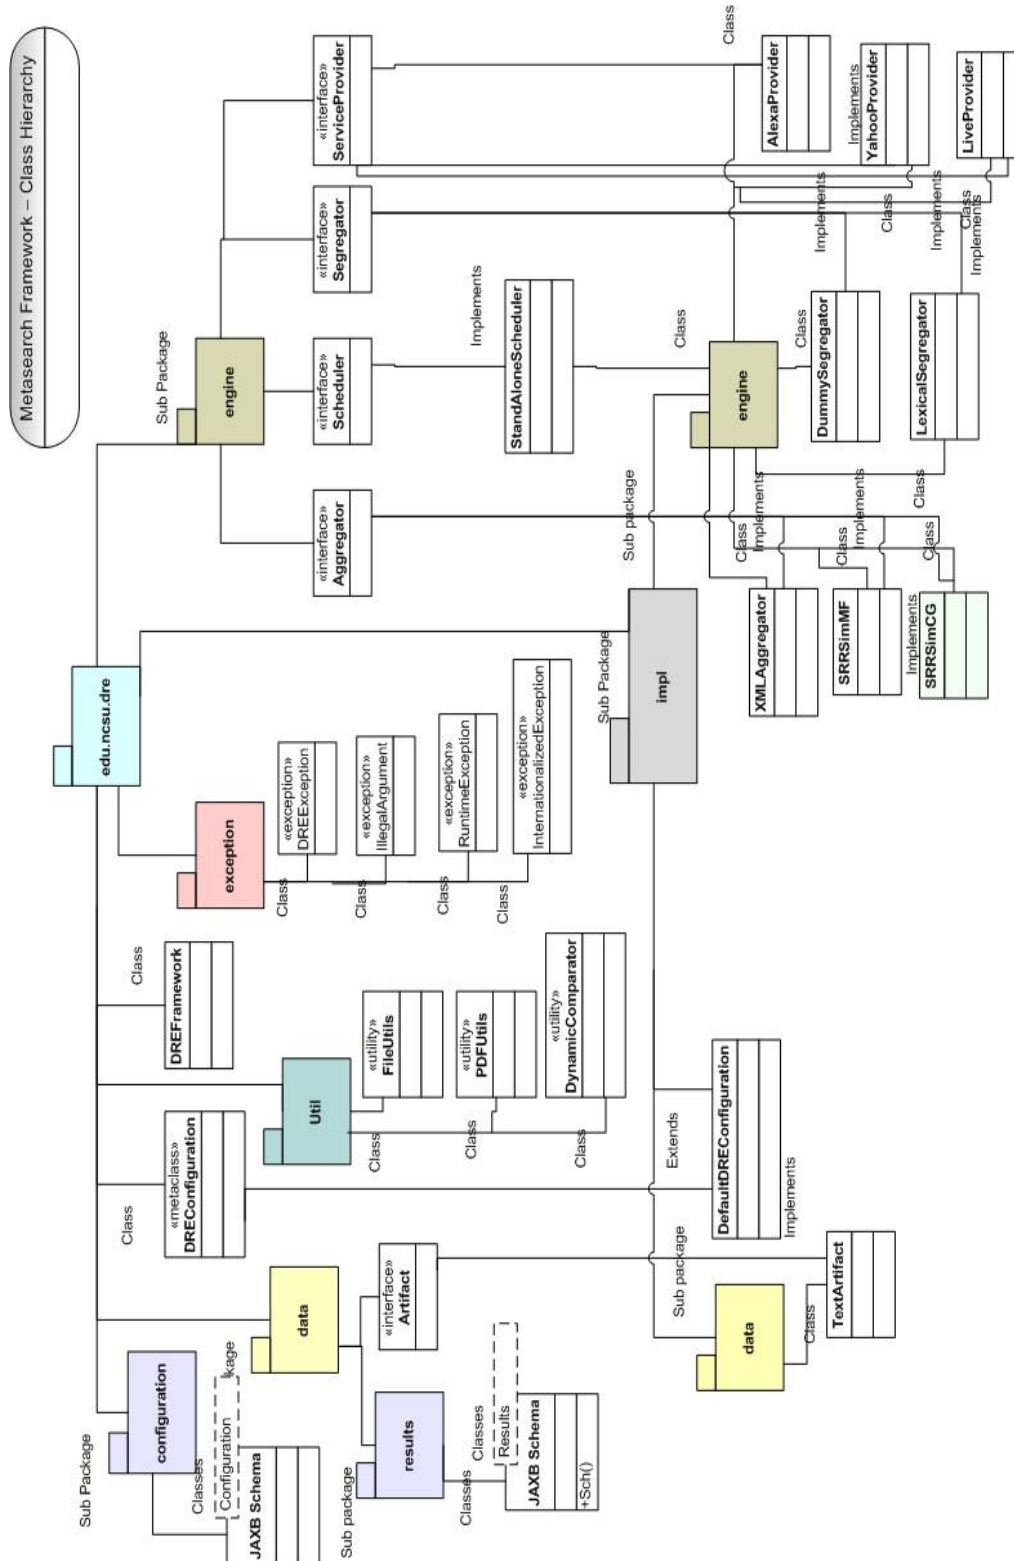 Metasearch Framework – Class Hierarchy
edu.ncsu.dre
Sub Package
configuration
Classes
Configuration
JAXB Schema
kage
data
Sub package
results
Classes
Classes
Results
JAXB Schema
+Sch()
«interface»
Artifact
Class
«metaclass»
DREConfiguration
Util
Class
«utility»
FileUtils
Class
«utility»
PDFUtils
Class
«utility»
DynamicComparator
Class
DREFramework
exception
Class
«exception»
DREException
Class
«exception»
IllegalArgument
Class
«exception»
RuntimeException
Class
«exception»
InternationalizedException
Sub Package
engine
«interface»
Aggregator
«interface»
Scheduler
«interface»
Segregator
«interface»
ServiceProvider
Implements
StandAloneScheduler
Sub Package
impl
Sub package
data
Class
TextArtifact
Implements
Extends
DefaultDREConfiguration
Sub package
engine
Class
Class
Implements
XMLAggregator
Class
Implements
SRRSimMF
Class
Implements
SRRSimCG
Class
DummySegregator
Implements
Class
LexicalSegregator
Implements
Class
AlexaProvider
Implements
Class
YahooProvider
Implements
Class
LiveProvider